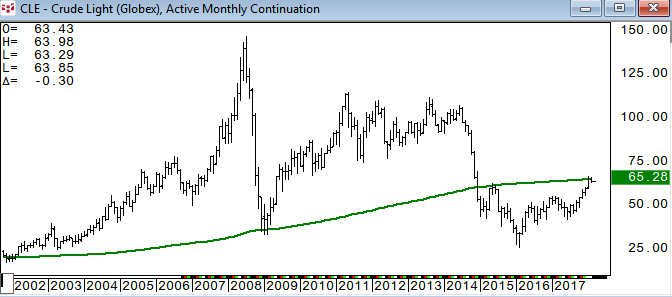 CLE - Crude Light (Globex), Active Monthly Continuation
O= 63.43
H= 63.98
L= 63.29
L= 63.85
Δ= -0.30
150.00
125.00
100.00
75.00
65.28
50.00
25.00
2002 2003 2004 2005 2006 2007 2008 2009 2010 2011 2012 2013 2014 2015 2016 2017